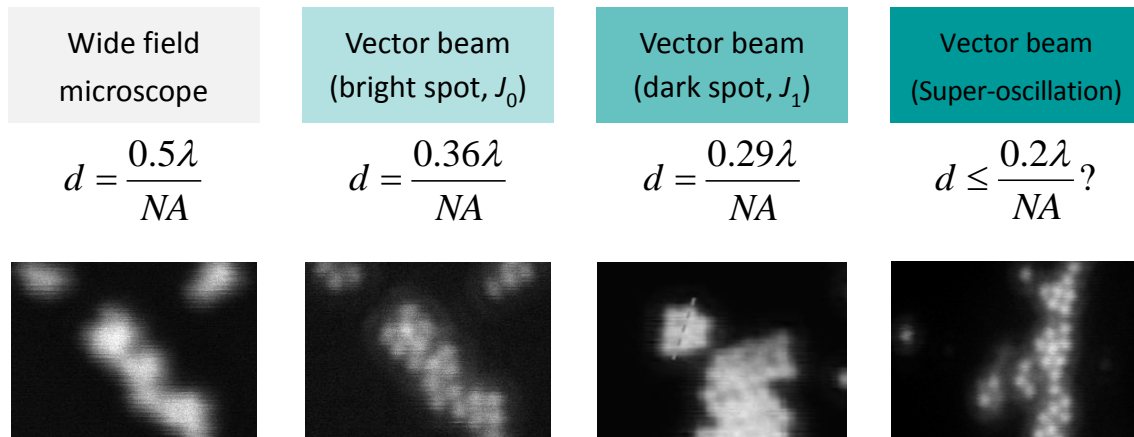 Wide field
microscope
Vector beam
(bright spot, J₀)
Vector beam
(dark spot, J₁)
Vector beam
(Super-oscillation)
d = 0.5λ / NA
d = 0.36λ / NA
d = 0.29λ / NA
d ≤ 0.2λ / NA ?